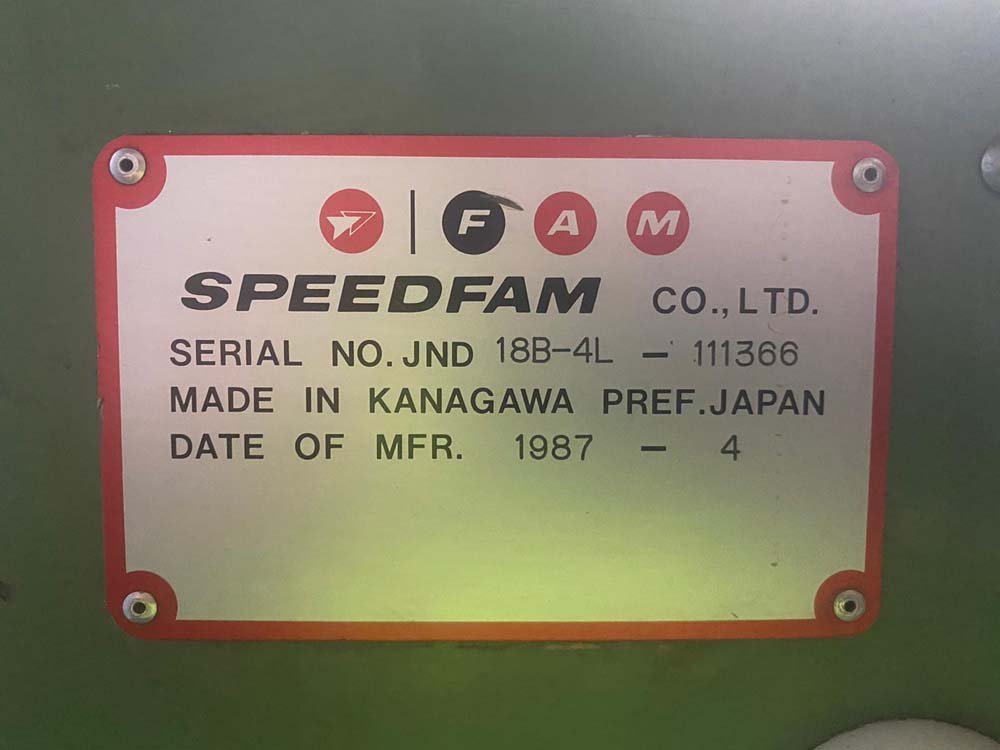 F A M
SPEEDFAM CO., LTD.
SERIAL NO. JND 18B-4L - 111366
MADE IN KANAGAWA PREF. JAPAN
DATE OF MFR. 1987 - 4